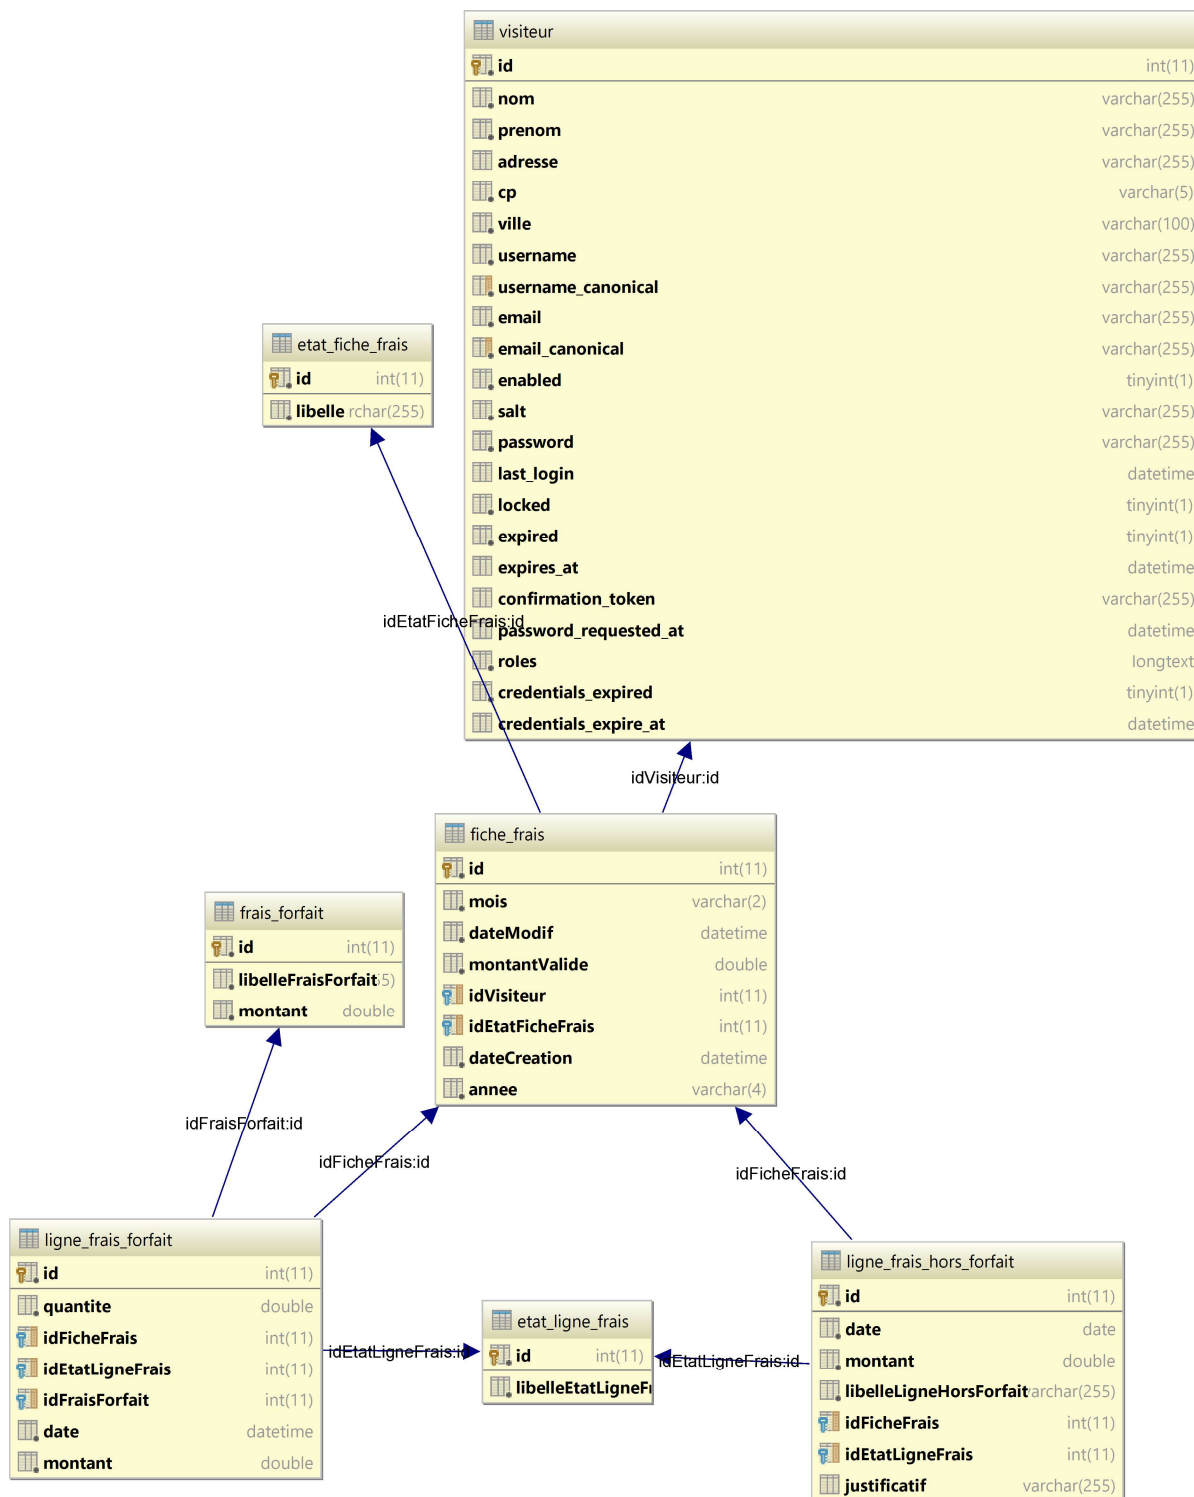 visiteur
id int(11)
nom varchar(255)
prenom varchar(255)
adresse varchar(255)
cp varchar(5)
ville varchar(100)
username varchar(255)
username_canonical varchar(255)
email varchar(255)
email_canonical varchar(255)
enabled tinyint(1)
salt varchar(255)
password varchar(255)
last_login datetime
locked tinyint(1)
expired tinyint(1)
expires_at datetime
confirmation_token varchar(255)
password_requested_at datetime
roles longtext
credentials_expired tinyint(1)
credentials_expire_at datetime
etat_fiche_frais
id int(11)
libelle rchar(255)
idEtatFicheFrais:id
idVisiteur:id
fiche_frais
id int(11)
mois varchar(2)
dateModif datetime
montantValide double
idVisiteur int(11)
idEtatFicheFrais int(11)
dateCreation datetime
annee varchar(4)
frais_forfait
id int(11)
libelleFraisForfait 5)
montant double
idFraisForfait:id
idFicheFrais:id
idFicheFrais:id
ligne_frais_forfait
id int(11)
quantite double
idFicheFrais int(11)
idEtatLigneFrais int(11)
idFraisForfait int(11)
date datetime
montant double
idEtatLigneFrais:id
etat_ligne_frais
id int(11)
libelleEtatLigneFr
idEtatLigneFrais:id
ligne_frais_hors_forfait
id int(11)
date date
montant double
libelleLigneHorsForfait varchar(255)
idFicheFrais int(11)
idEtatLigneFrais int(11)
justificatif varchar(255)